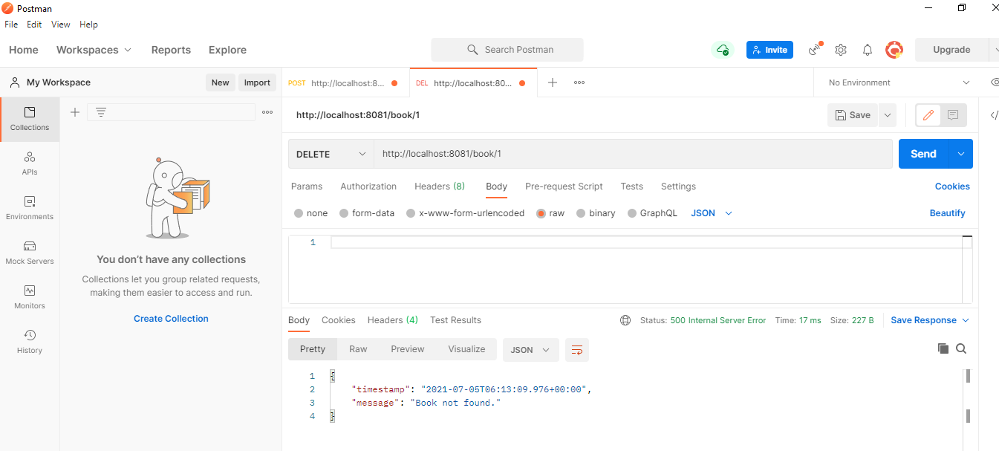 Postman
File Edit View Help
Home Workspaces Reports Explore Search Postman Invite Upgrade
My Workspace New Import
POST http://localhost:8... DEL http://localhost:80... No Environment
http://localhost:8081/book/1 Save
Collections
APIs
Environments
Mock Servers
Monitors
History
You don't have any collections
Collections let you group related requests,
making them easier to access and run.
Create Collection
DELETE http://localhost:8081/book/1 Send
Params Authorization Headers (8) Body Pre-request Script Tests Settings Cookies
none form-data x-www-form-urlencoded raw binary GraphQL JSON Beautify
1
Body Cookies Headers (4) Test Results Status: 500 Internal Server Error Time: 17 ms Size: 227 B Save Response
Pretty Raw Preview Visualize JSON
1 {
2 "timestamp": "2021-07-05T06:13:09.976+00:00",
3 "message": "Book not found."
4 }